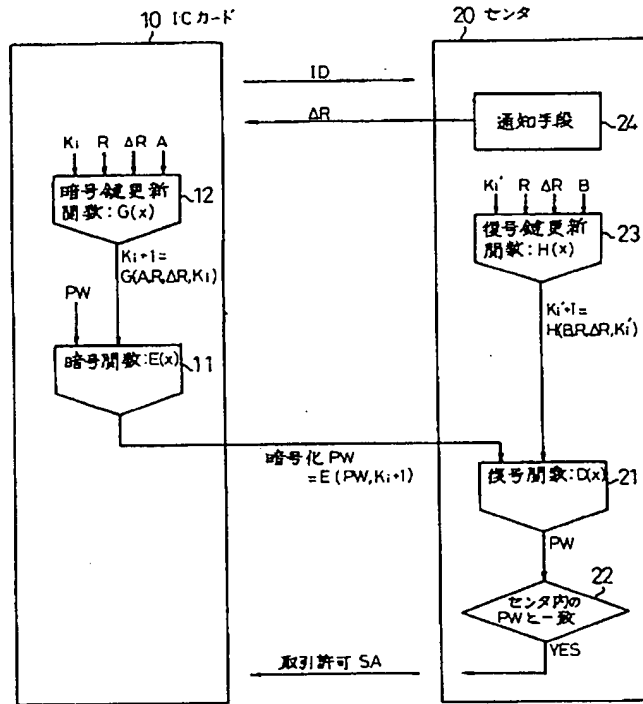 10 ICカード
20 センタ
ID
ΔR
通知手段
24
Ki R ΔR A
暗号鍵更新
関数:G(x)
12
Ki' R ΔR B
復号鍵更新
関数:H(x)
23
Ki+1=
G(A,R,ΔR,Ki)
PW
Ki'+1=
H(B,R,ΔR,Ki')
暗号関数:E(x)
11
暗号化PW
=E(PW,Ki+1)
復号関数:D(x)
21
PW
22
センタ内の
PWと一致
YES
取引許可 SA